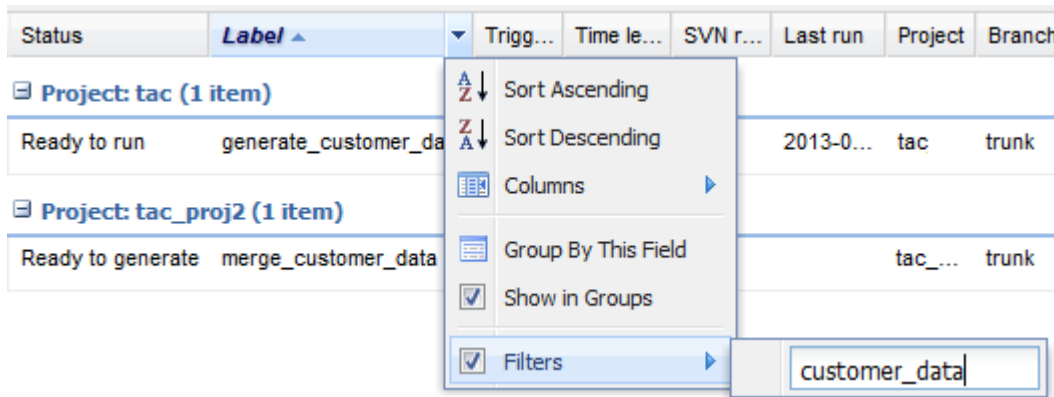 Status Label Trigg... Time le... SVN r... Last run Project Branch
Project: tac (1 item)
Sort Ascending
Ready to run generate_customer_da Sort Descending 2013-0... tac trunk
Columns
Project: tac_proj2 (1 item)
Ready to generate merge_customer_data Group By This Field tac_... trunk
Show in Groups
Filters customer_data